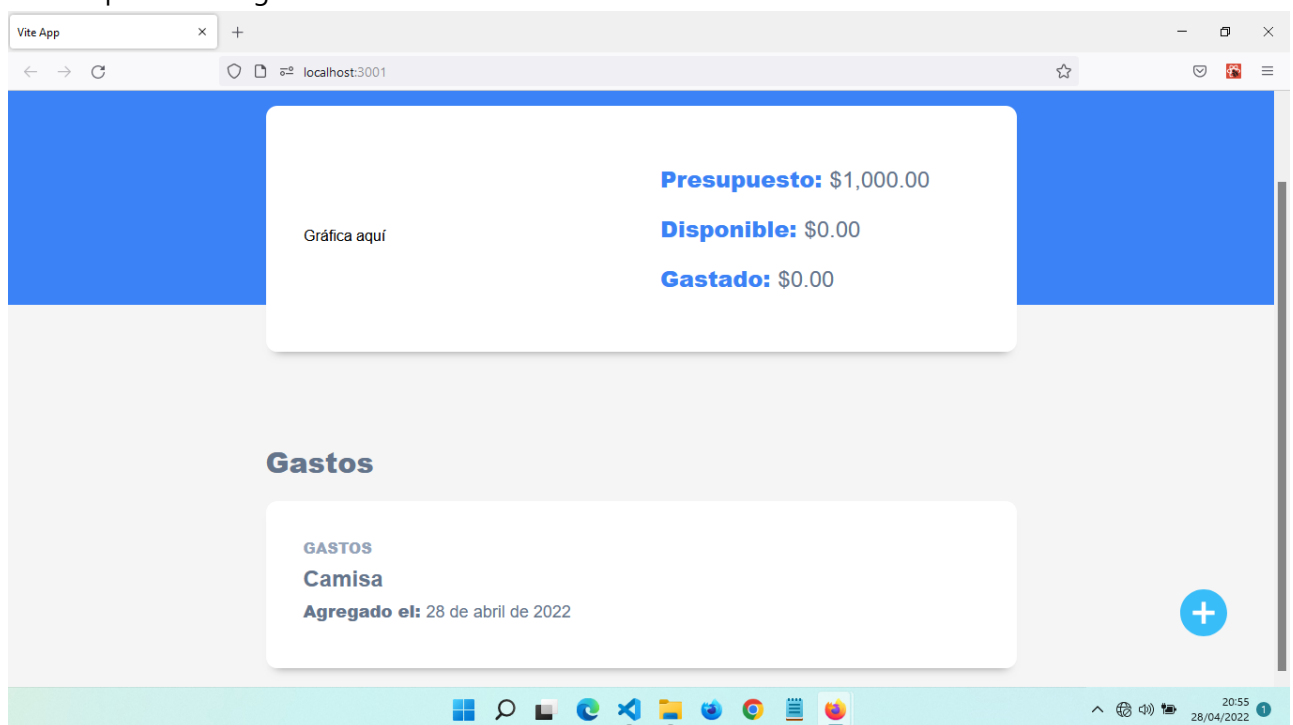 Vite App
localhost:3001
Presupuesto: $1,000.00
Gráfica aquí
Disponible: $0.00
Gastado: $0.00
Gastos
GASTOS
Camisa
Agregado el: 28 de abril de 2022
20:55
28/04/2022
1